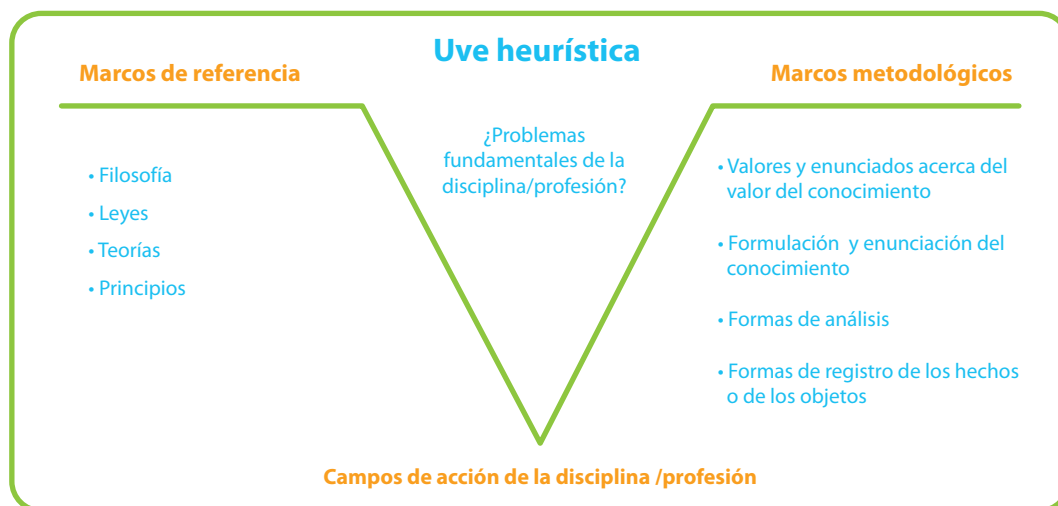 Uve heurística
Marcos de referencia
Marcos metodológicos
¿Problemas
fundamentales de la
disciplina/profesión?
• Filosofía
• Leyes
• Teorías
• Principios
• Valores y enunciados acerca del
valor del conocimiento
• Formulación y enunciación del
conocimiento
• Formas de análisis
• Formas de registro de los hechos
o de los objetos
Campos de acción de la disciplina /profesión